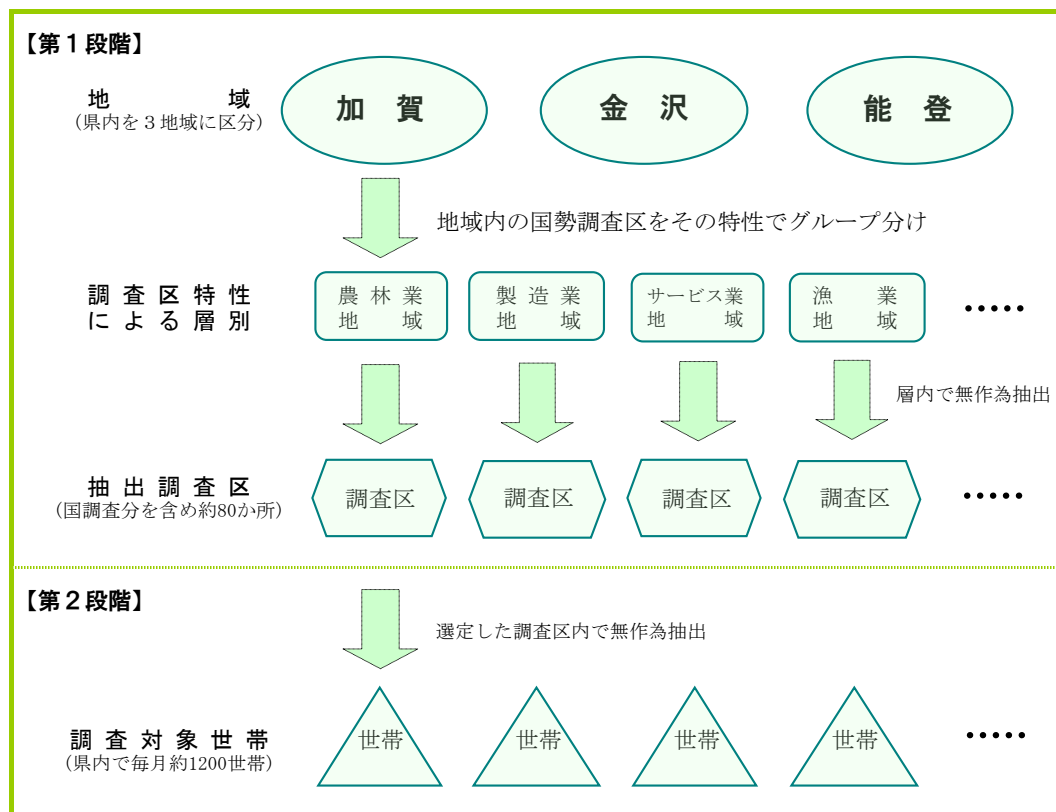 【第１段階】
地域
(県内を３地域に区分)
加賀
金沢
能登
地域内の国勢調査区をその特性でグループ分け
調査区特性
による層別
農林業
地域
製造業
地域
サービス業
地域
漁業
地域
•••••
層内で無作為抽出
抽出調査区
(国調査分を含め約80か所)
調査区
調査区
調査区
調査区
•••••
【第２段階】
選定した調査区内で無作為抽出
調査対象世帯
(県内で毎月約1200世帯)
世帯
世帯
世帯
世帯
•••••